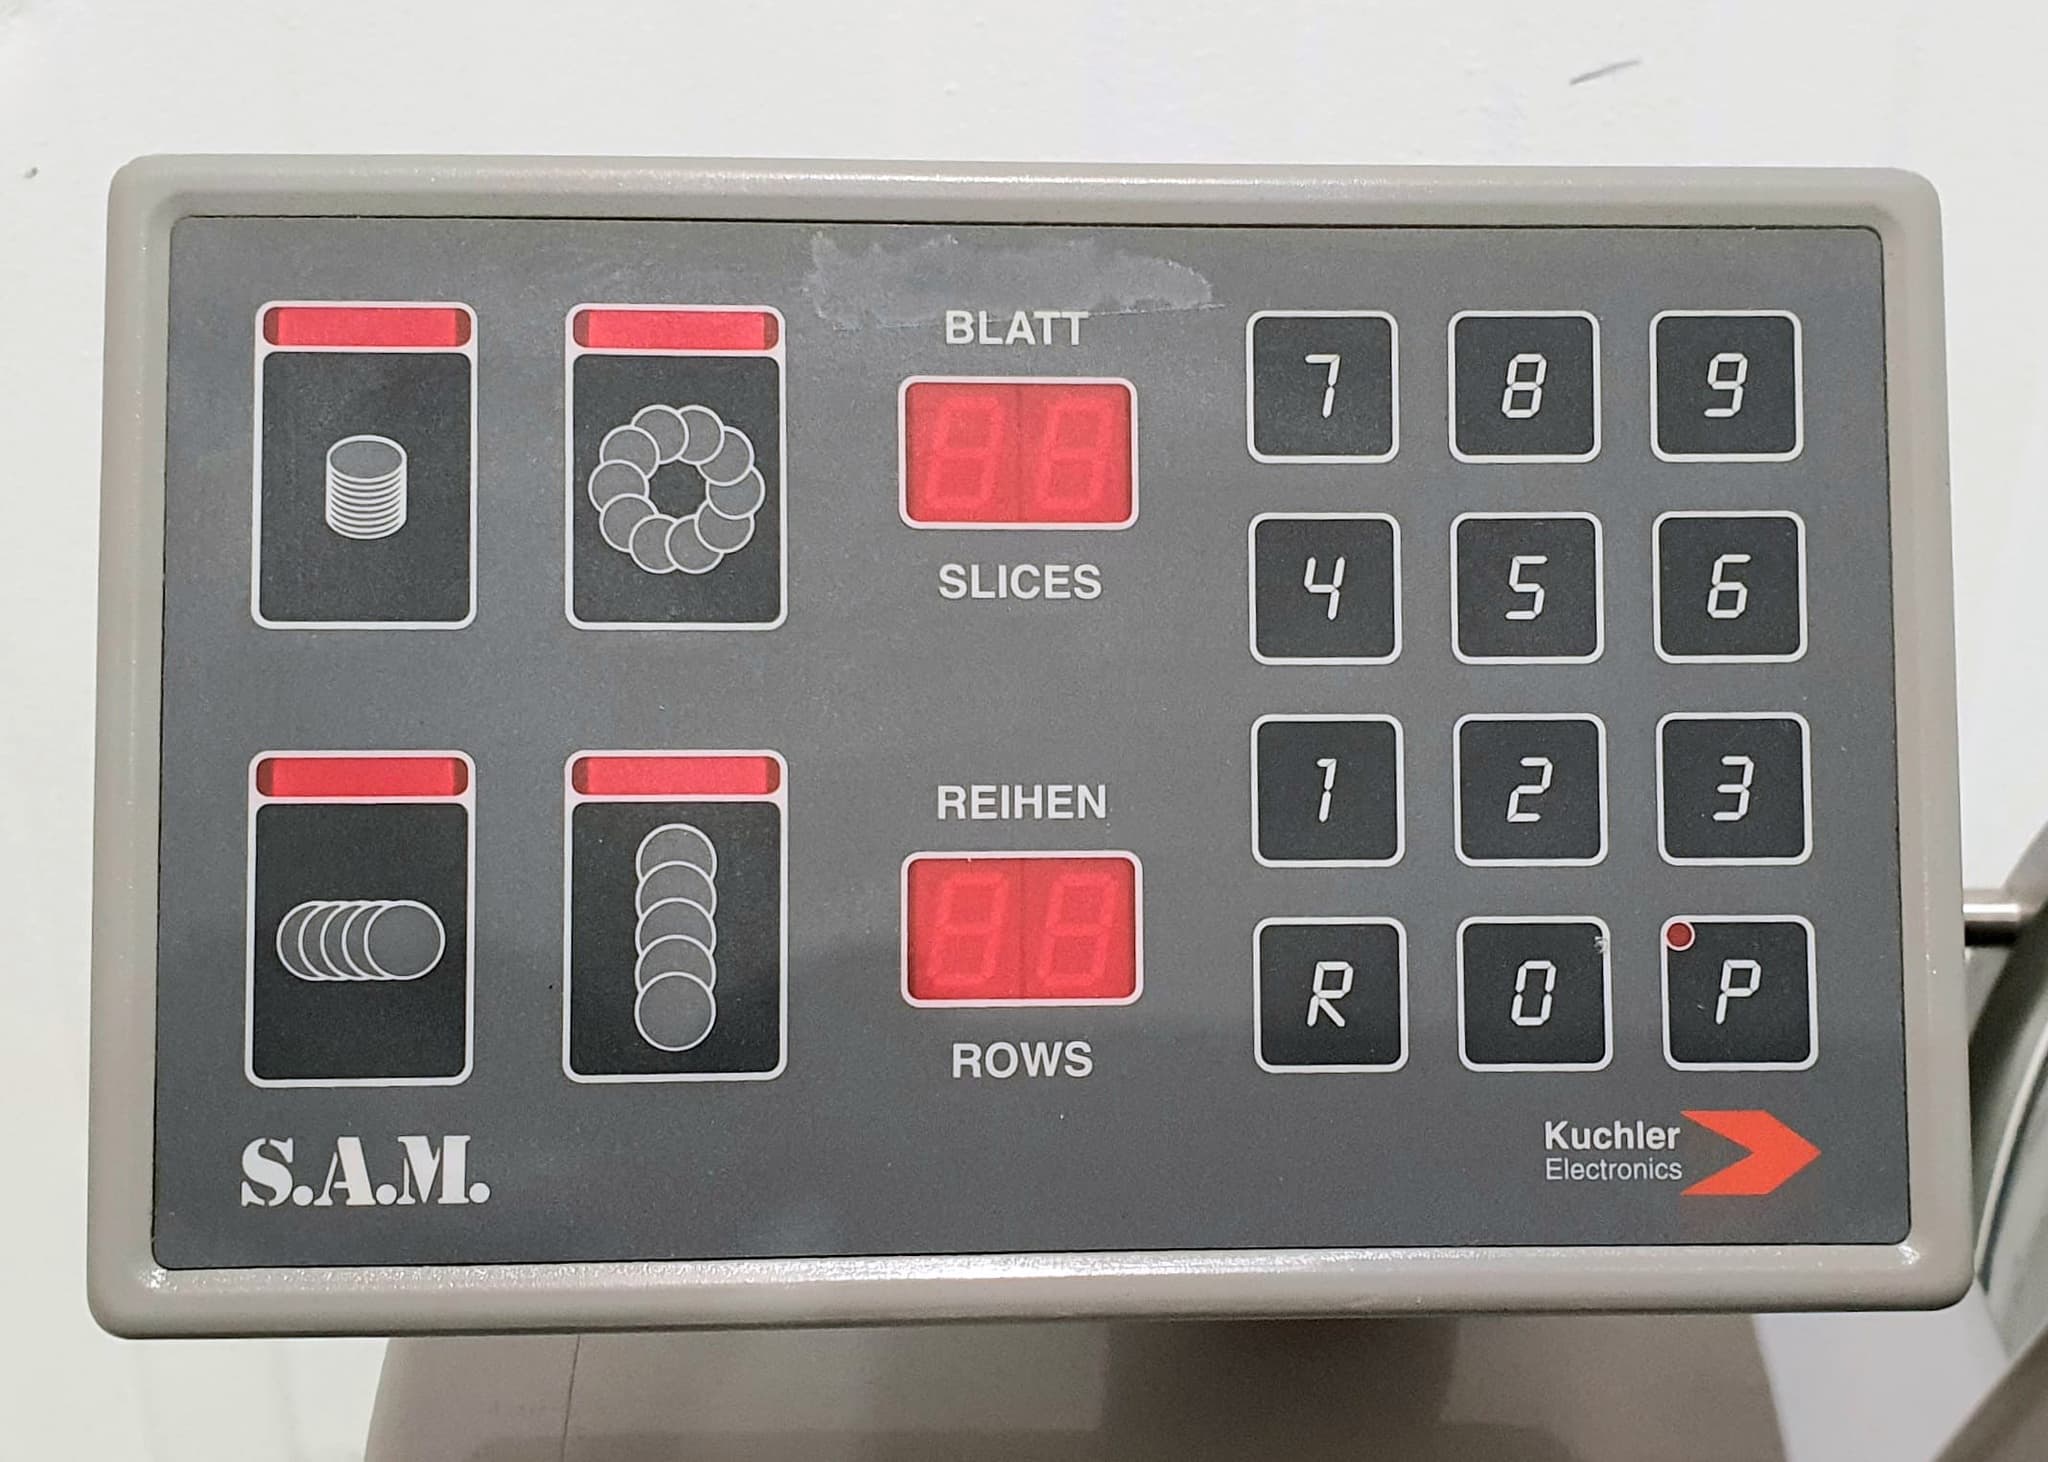 BLATT
SLICES
REIHEN
ROWS
7 8 9
4 5 6
1 2 3
R 0 P
S.A.M.
Kuchler
Electronics